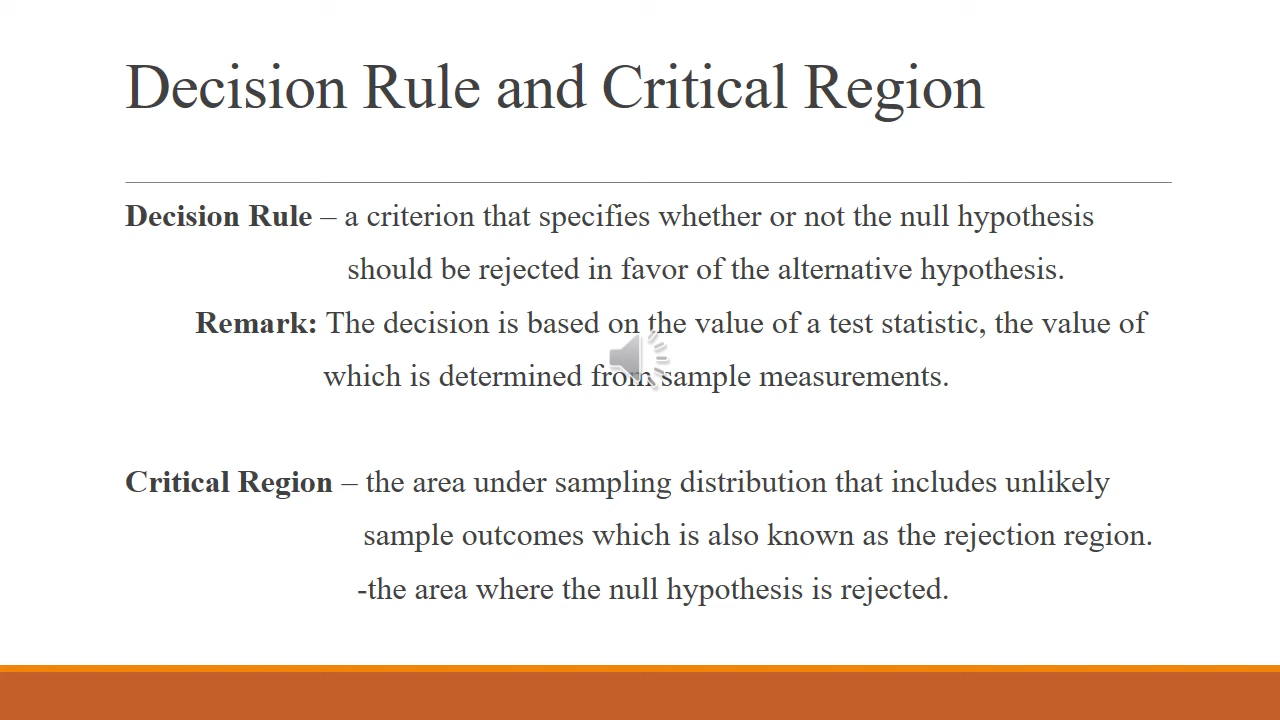 Decision Rule and Critical Region
Decision Rule – a criterion that specifies whether or not the null hypothesis
should be rejected in favor of the alternative hypothesis.
Remark: The decision is based on the value of a test statistic, the value of
which is determined from sample measurements.
Critical Region – the area under sampling distribution that includes unlikely
sample outcomes which is also known as the rejection region.
-the area where the null hypothesis is rejected.